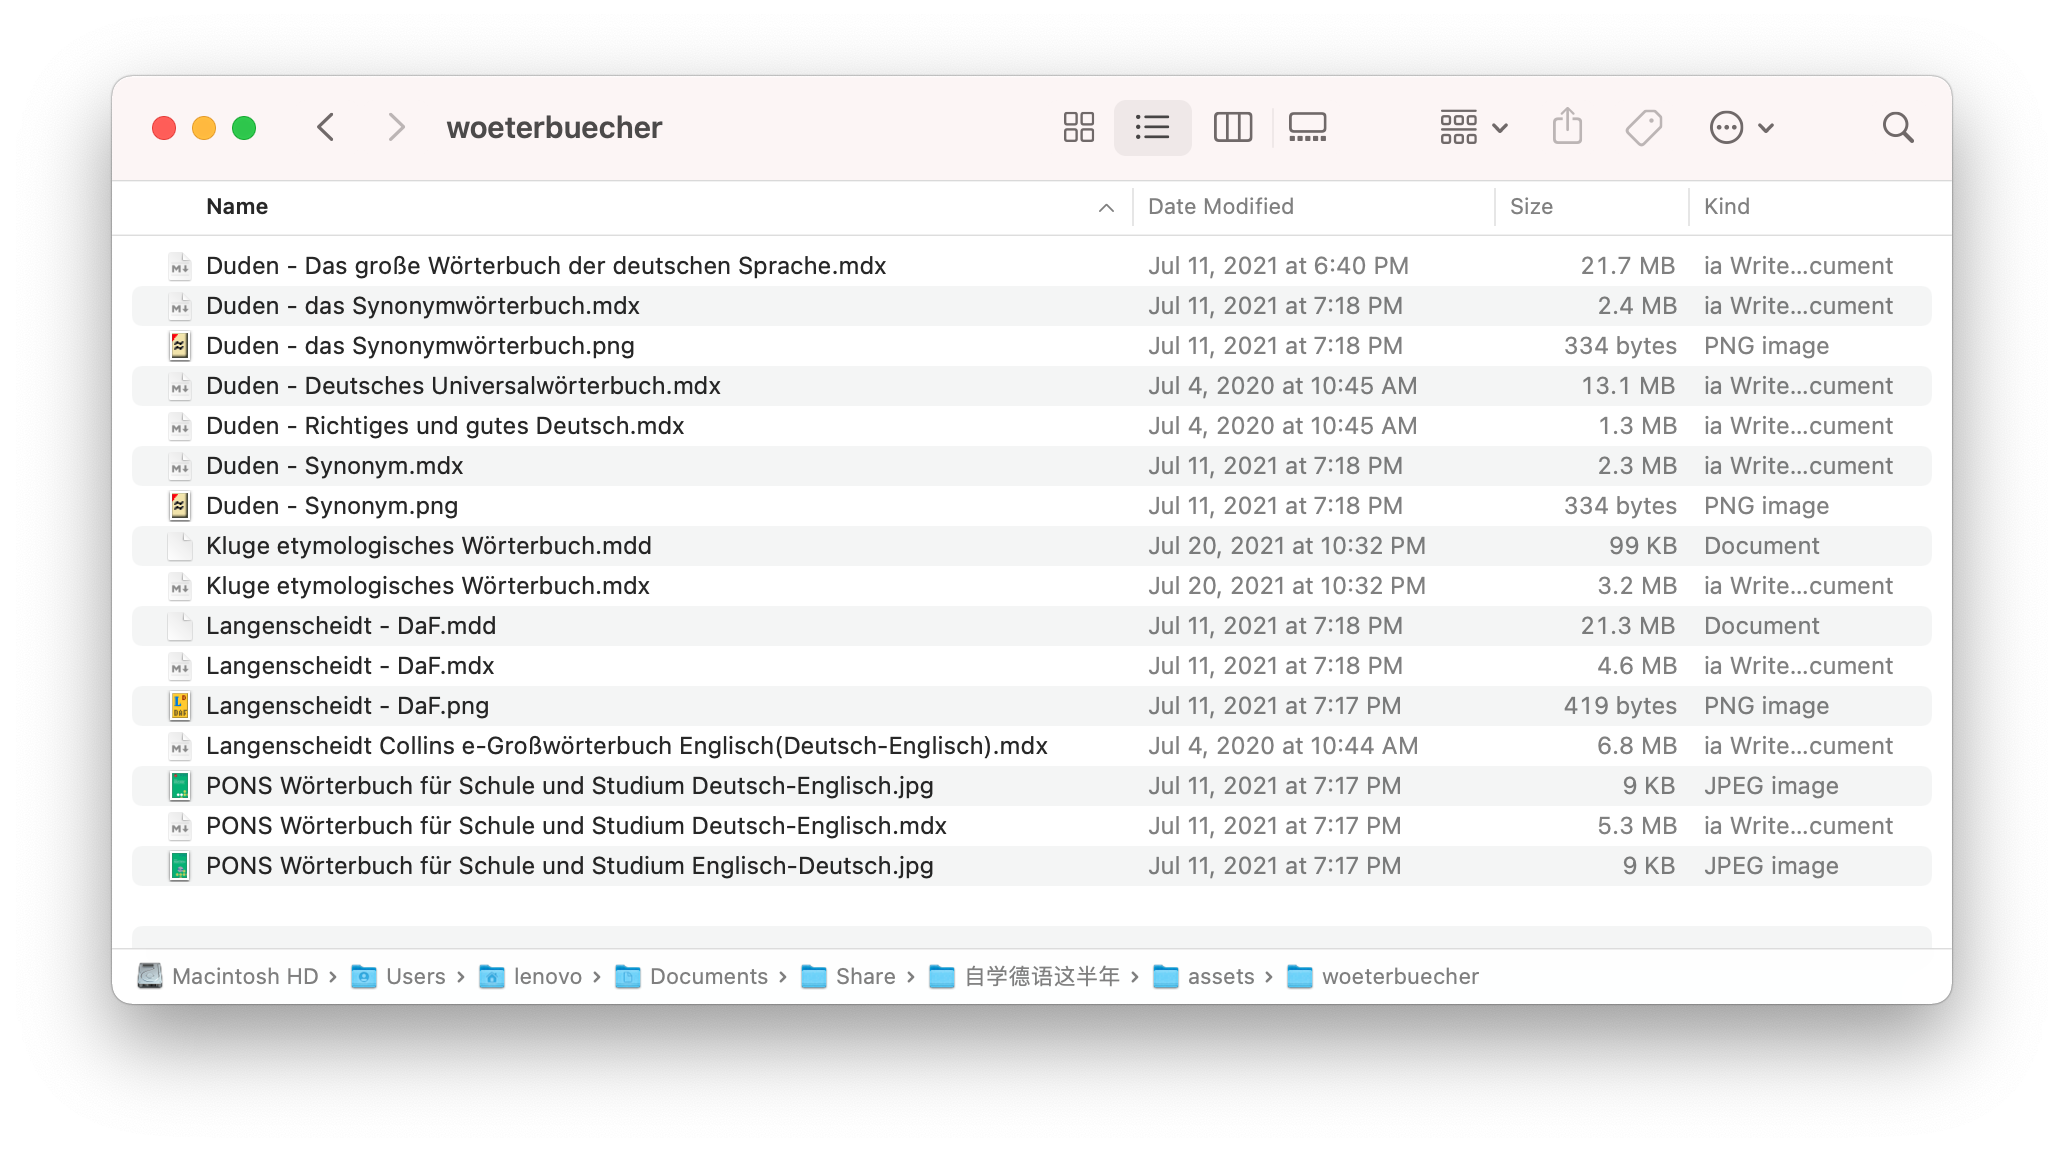 woeterbuecher
Name Date Modified Size Kind
Duden - Das große Wörterbuch der deutschen Sprache.mdx Jul 11, 2021 at 6:40 PM 21.7 MB ia Write...cument
Duden - das Synonymwörterbuch.mdx Jul 11, 2021 at 7:18 PM 2.4 MB ia Write...cument
Duden - das Synonymwörterbuch.png Jul 11, 2021 at 7:18 PM 334 bytes PNG image
Duden - Deutsches Universalwörterbuch.mdx Jul 4, 2020 at 10:45 AM 13.1 MB ia Write...cument
Duden - Richtiges und gutes Deutsch.mdx Jul 4, 2020 at 10:45 AM 1.3 MB ia Write...cument
Duden - Synonym.mdx Jul 11, 2021 at 7:18 PM 2.3 MB ia Write...cument
Duden - Synonym.png Jul 11, 2021 at 7:18 PM 334 bytes PNG image
Kluge etymologisches Wörterbuch.mdd Jul 20, 2021 at 10:32 PM 99 KB Document
Kluge etymologisches Wörterbuch.mdx Jul 20, 2021 at 10:32 PM 3.2 MB ia Write...cument
Langenscheidt - DaF.mdd Jul 11, 2021 at 7:18 PM 21.3 MB Document
Langenscheidt - DaF.mdx Jul 11, 2021 at 7:18 PM 4.6 MB ia Write...cument
Langenscheidt - DaF.png Jul 11, 2021 at 7:17 PM 419 bytes PNG image
Langenscheidt Collins e-Großwörterbuch Englisch(Deutsch-Englisch).mdx Jul 4, 2020 at 10:44 AM 6.8 MB ia Write...cument
PONS Wörterbuch für Schule und Studium Deutsch-Englisch.jpg Jul 11, 2021 at 7:17 PM 9 KB JPEG image
PONS Wörterbuch für Schule und Studium Deutsch-Englisch.mdx Jul 11, 2021 at 7:17 PM 5.3 MB ia Write...cument
PONS Wörterbuch für Schule und Studium Englisch-Deutsch.jpg Jul 11, 2021 at 7:17 PM 9 KB JPEG image
Macintosh HD › Users › lenovo › Documents › Share › 自学德语这半年 › assets › woeterbuecher